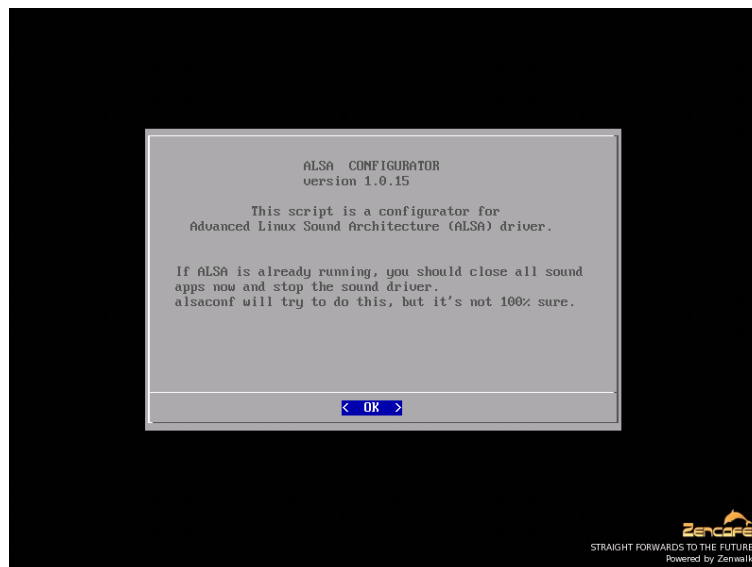 ALSA CONFIGURATOR
version 1.0.15
This script is a configurator for
Advanced Linux Sound Architecture (ALSA) driver.
If ALSA is already running, you should close all sound
apps now and stop the sound driver.
alsaconf will try to do this, but it's not 100% sure.
< OK >
Zencafe
STRAIGHT FORWARDS TO THE FUTURE
Powered by Zenwalk